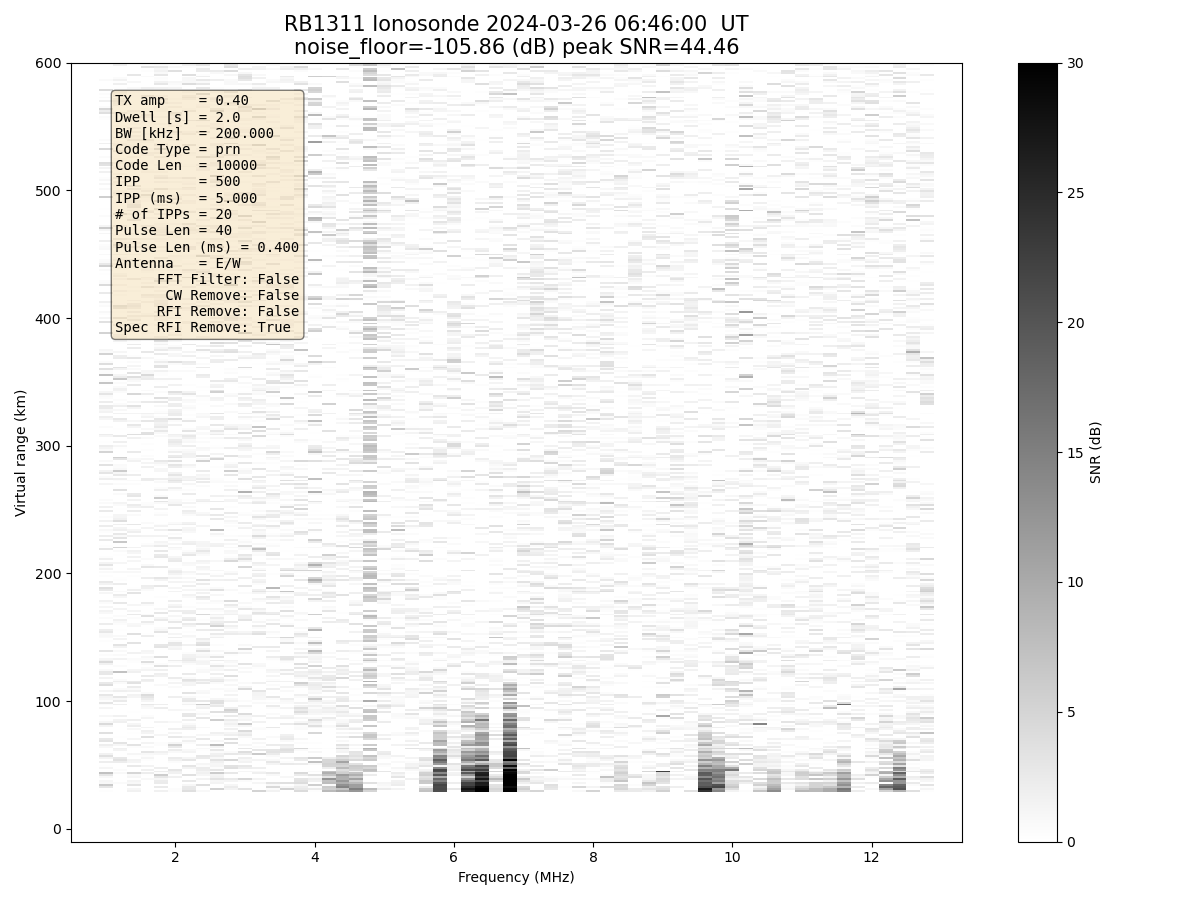 RB1311 Ionosonde 2024-03-26 06:46:00 UT
noise_floor=-105.86 (dB) peak SNR=44.46
TX amp = 0.40
Dwell [s] = 2.0
BW [kHz] = 200.000
Code Type = prn
Code Len = 10000
IPP = 500
IPP (ms) = 5.000
# of IPPs = 20
Pulse Len = 40
Pulse Len (ms) = 0.400
Antenna = E/W
FFT Filter: False
CW Remove: False
RFI Remove: False
Spec RFI Remove: True
600
500
400
300
200
100
0
Virtual range (km)
2 4 6 8 10 12
Frequency (MHz)
30
25
20
15
10
5
0
SNR (dB)